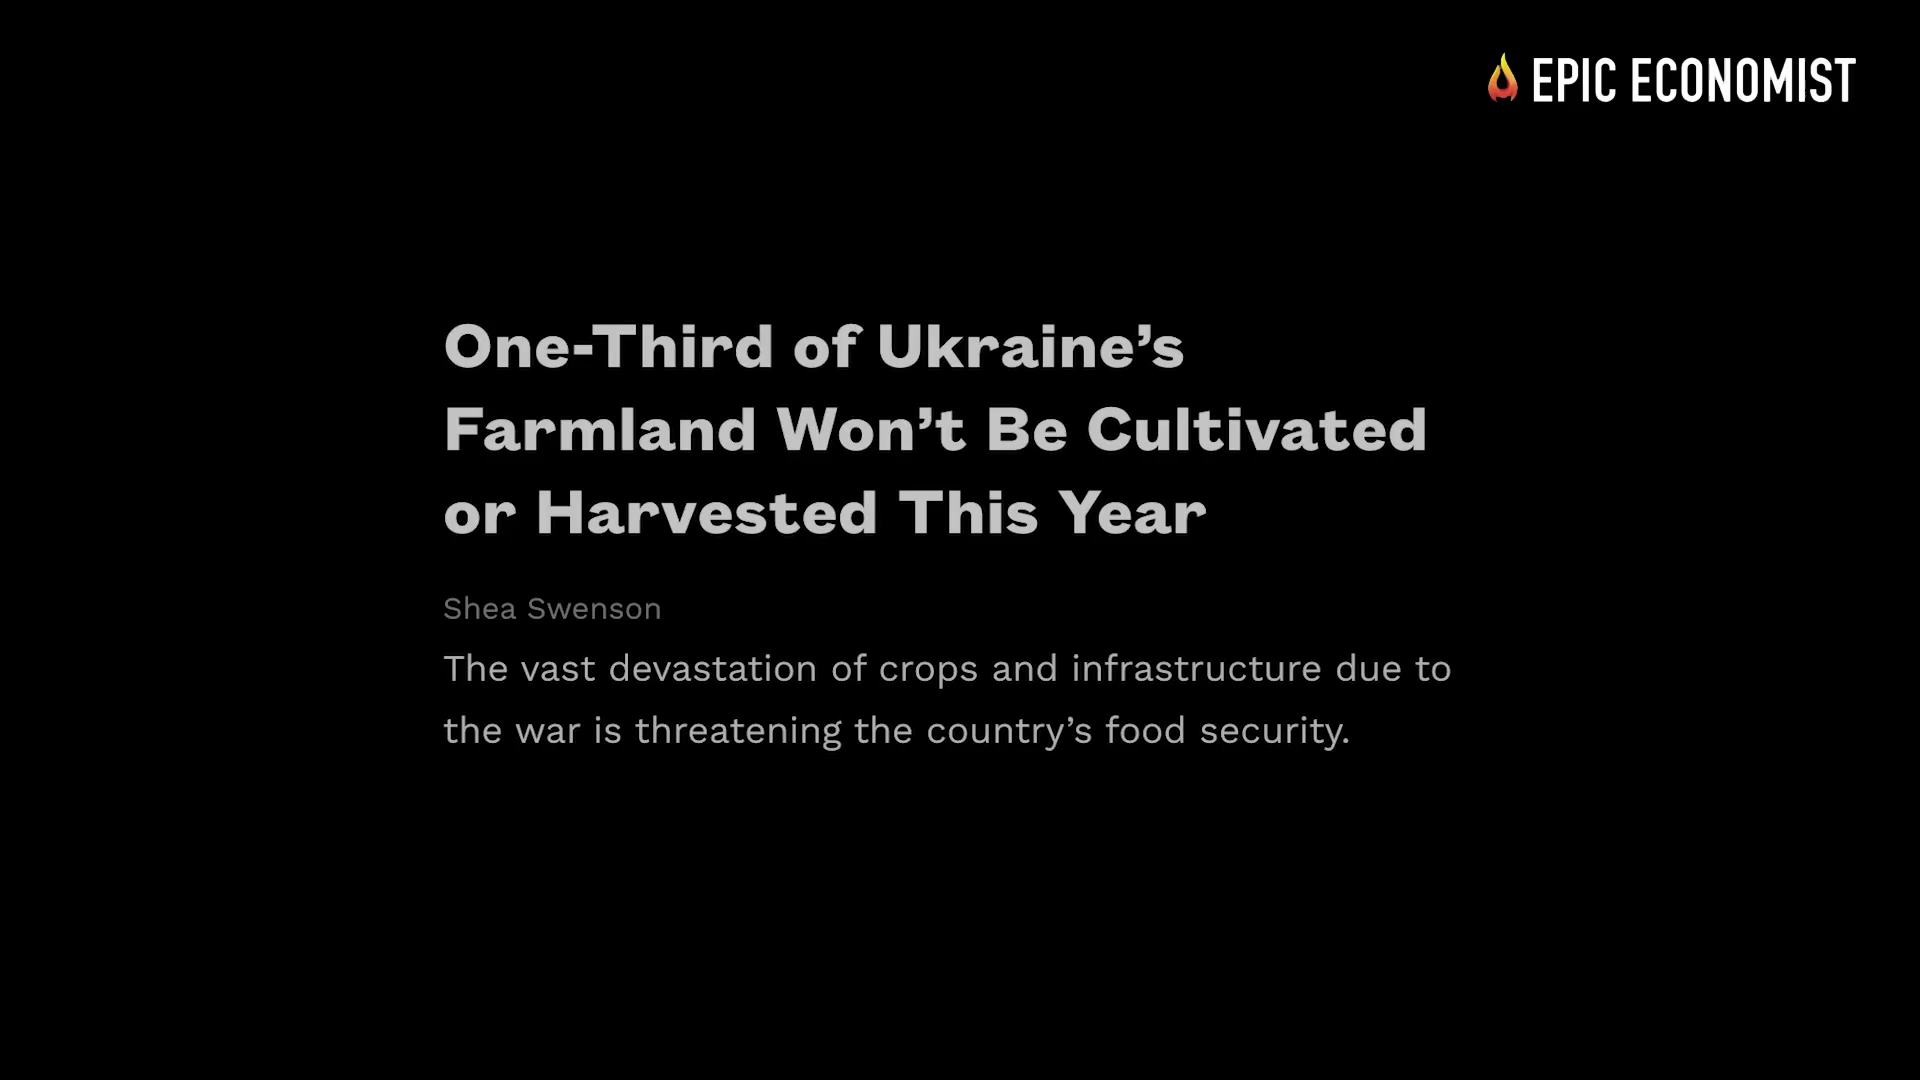 EPIC ECONOMIST
One-Third of Ukraine’s
Farmland Won’t Be Cultivated
or Harvested This Year
Shea Swenson
The vast devastation of crops and infrastructure due to
the war is threatening the country’s food security.